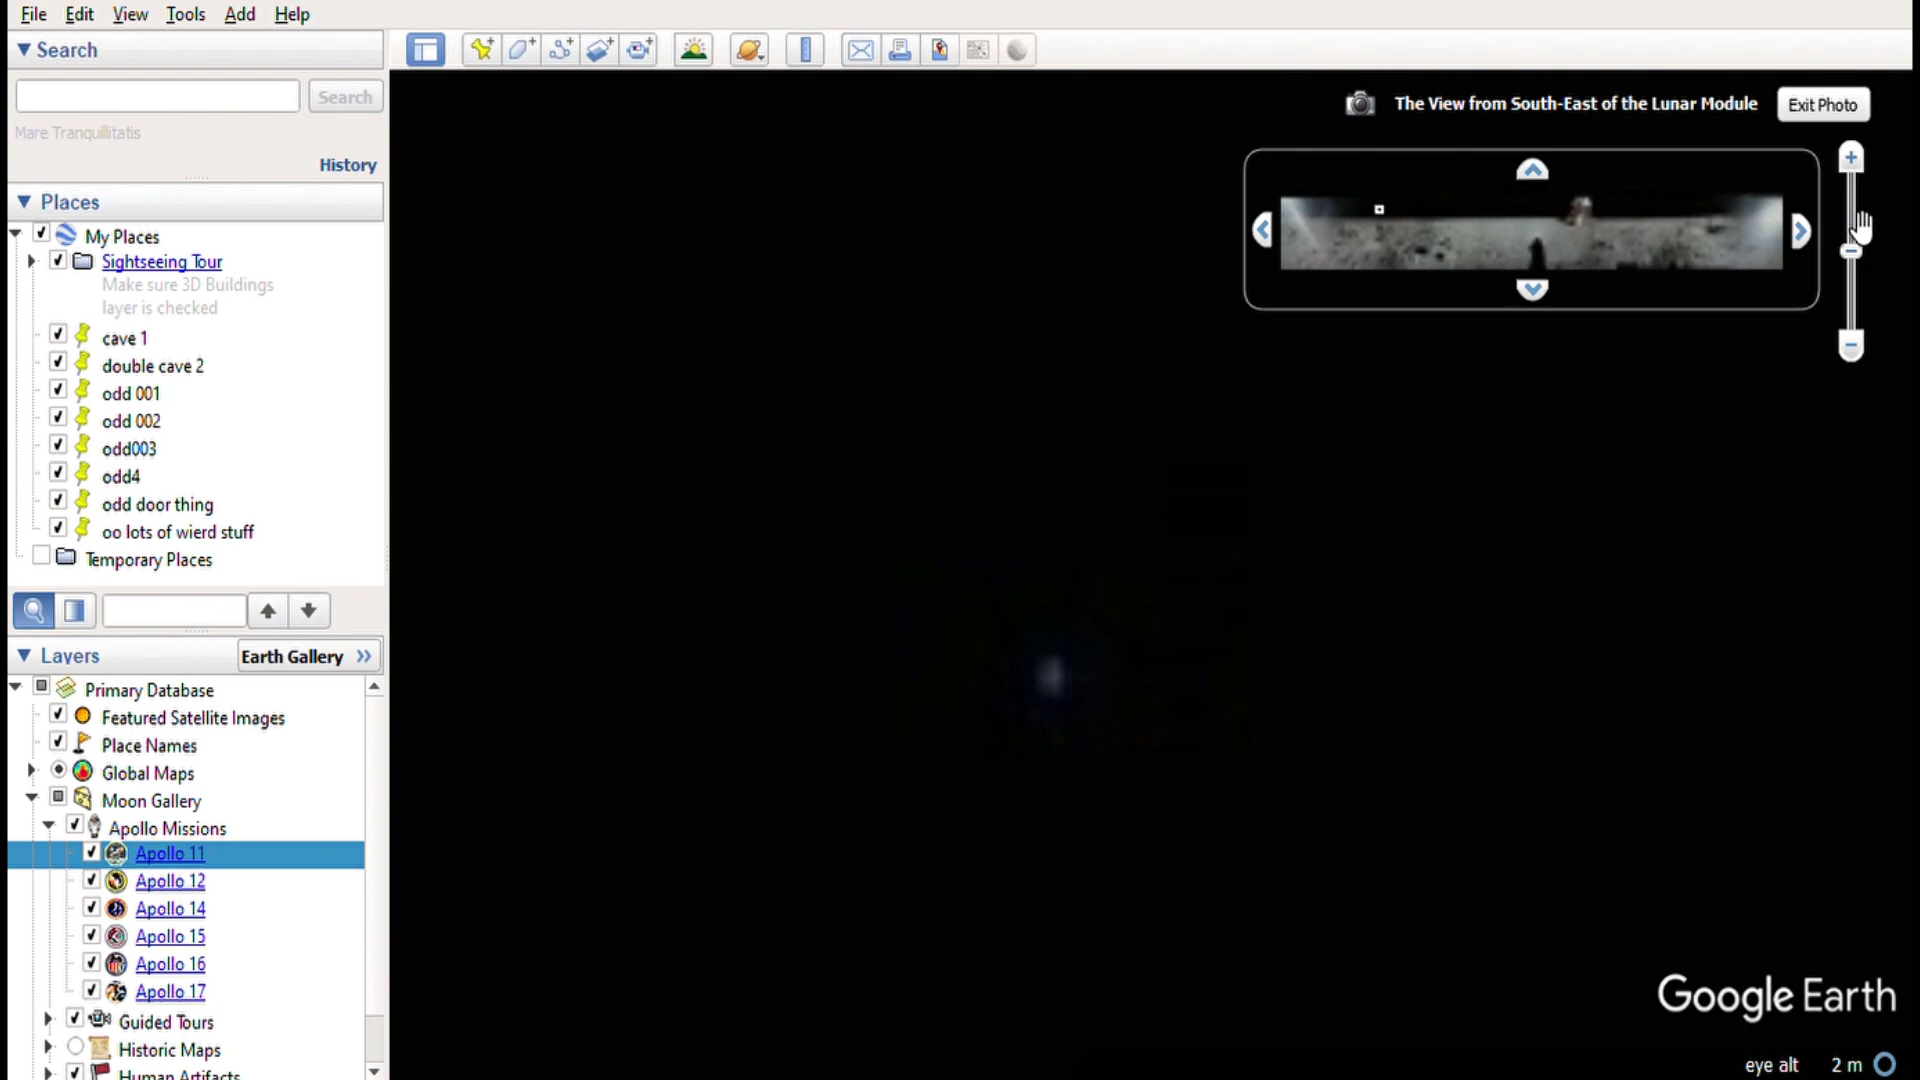 File Edit View Tools Add Help
Search
Search
Mare Tranquillitatis
History
The View from South-East of the Lunar Module
Exit Photo
Places
My Places
Sightseeing Tour
Make sure 3D Buildings
layer is checked
cave 1
double cave 2
odd 001
odd 002
odd003
odd4
odd door thing
oo lots of wierd stuff
Temporary Places
Layers
Earth Gallery »
Primary Database
Featured Satellite Images
Place Names
Global Maps
Moon Gallery
Apollo Missions
Apollo 11
Apollo 12
Apollo 14
Apollo 15
Apollo 16
Apollo 17
Guided Tours
Historic Maps
Human Artifacts
Google Earth
eye alt 2 m